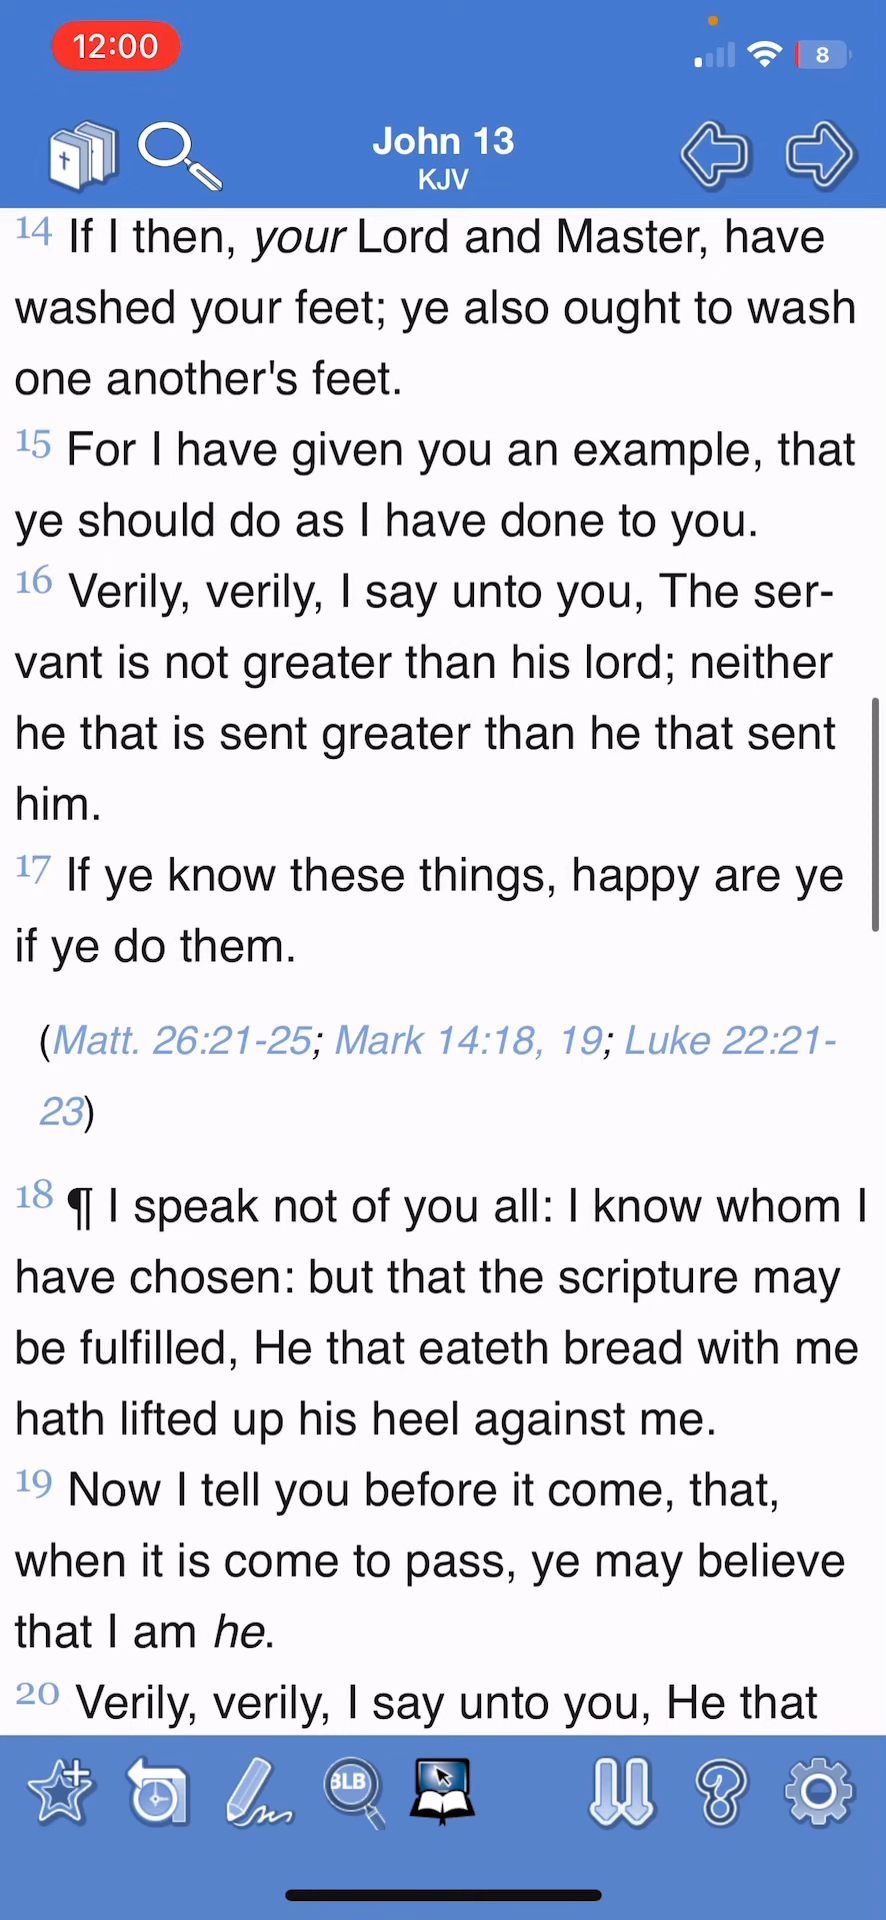 12:00
8
John 13
KJV
14 If I then, your Lord and Master, have
washed your feet; ye also ought to wash
one another's feet.
15 For I have given you an example, that
ye should do as I have done to you.
16 Verily, verily, I say unto you, The ser-
vant is not greater than his lord; neither
he that is sent greater than he that sent
him.
17 If ye know these things, happy are ye
if ye do them.
(Matt. 26:21-25; Mark 14:18, 19; Luke 22:21-
23)
18 ¶ I speak not of you all: I know whom I
have chosen: but that the scripture may
be fulfilled, He that eateth bread with me
hath lifted up his heel against me.
19 Now I tell you before it come, that,
when it is come to pass, ye may believe
that I am he.
20 Verily, verily, I say unto you, He that
BLB